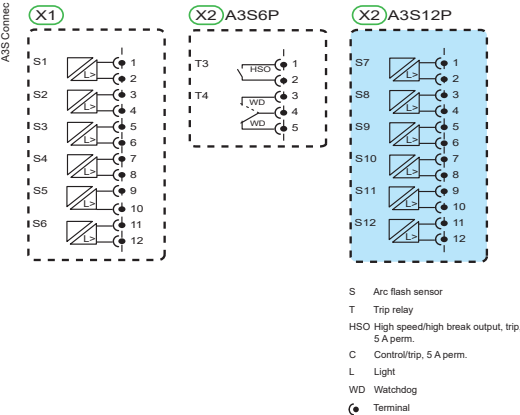 A3S Connec
X1 X2 A3S6P X2 A3S12P
S1 L> 1
2
S2 L> 3
4
S3 L> 5
6
S4 L> 7
8
S5 L> 9
10
S6 L> 11
12
T3 HSO 1
2
T4 WD 3
4
WD 5
S7 L> 1
2
S8 L> 3
4
S9 L> 5
6
S10 L> 7
8
S11 L> 9
10
S12 L> 11
12
S Arc flash sensor
T Trip relay
HSO High speed/high break output, trip,
5 A perm.
C Control/trip, 5 A perm.
L Light
WD Watchdog
Terminal